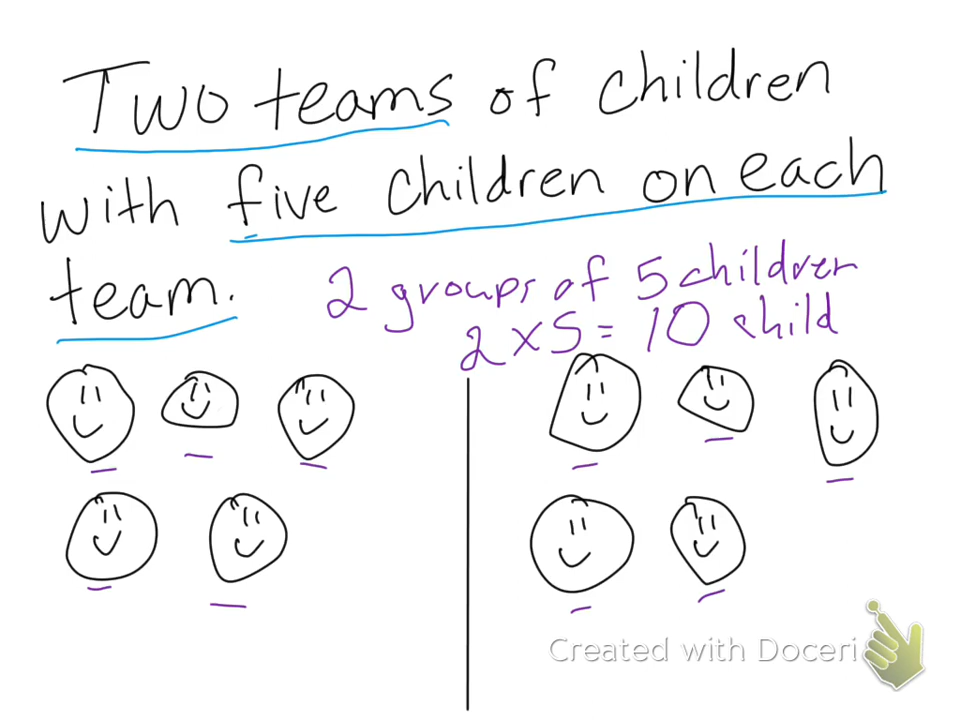 Two teams of children
with five children on each
team.
2 groups of 5 children
2 x 5 = 10 child
Created with Doceri